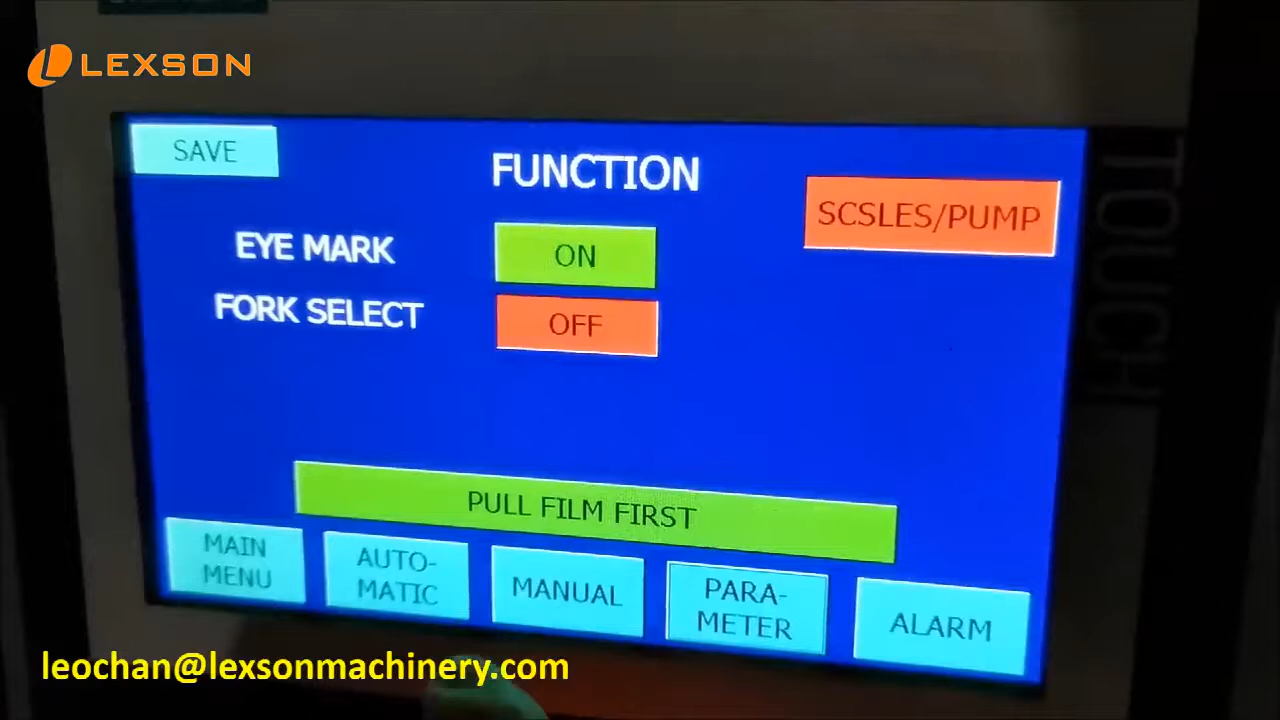 LEXSON
SAVE
FUNCTION
SCSLES/PUMP
EYE MARK
ON
FORK SELECT
OFF
PULL FILM FIRST
MAIN
MENU
AUTO-
MATIC
MANUAL
PARA-
METER
ALARM
TOUCH
leochan@lexsonmachinery.com